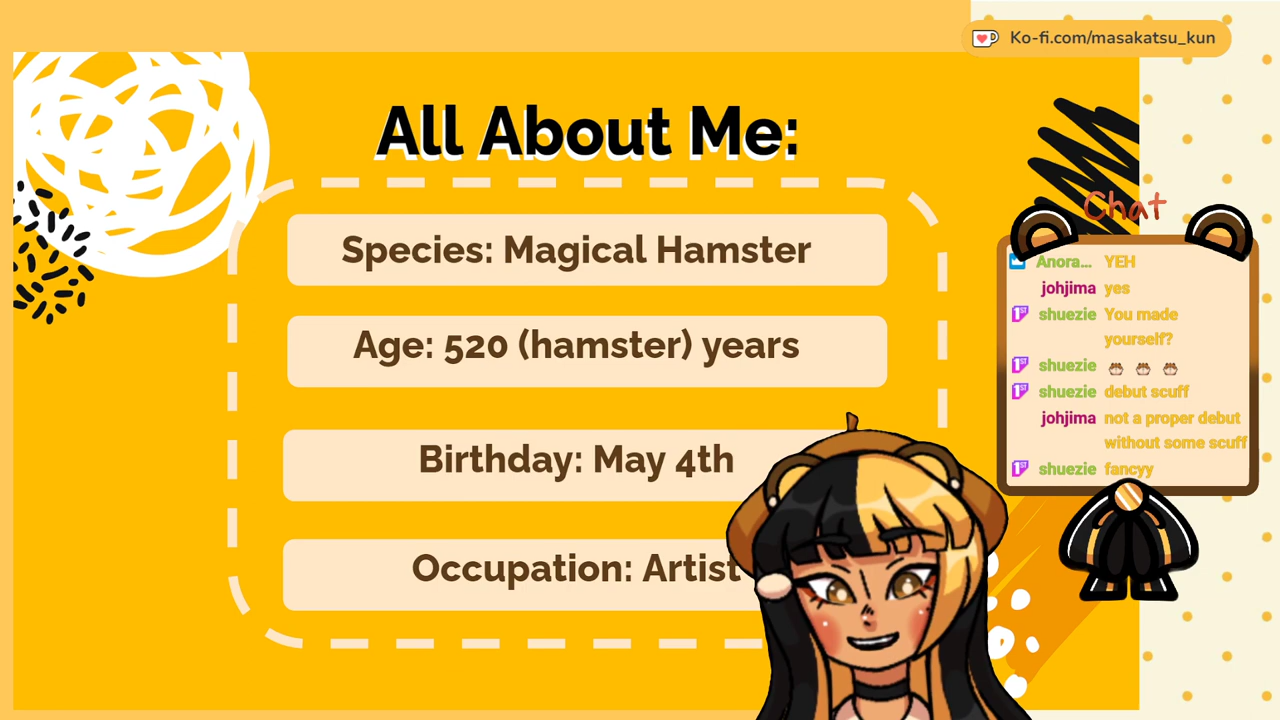 Ko-fi.com/masakatsu_kun
All About Me:
Species: Magical Hamster
Age: 520 (hamster) years
Birthday: May 4th
Occupation: Artist
Chat
Anora... YEH
johjima yes
shuezie You made
yourself?
shuezie
shuezie debut scuff
johjima not a proper debut
without some scuff
shuezie fancyy